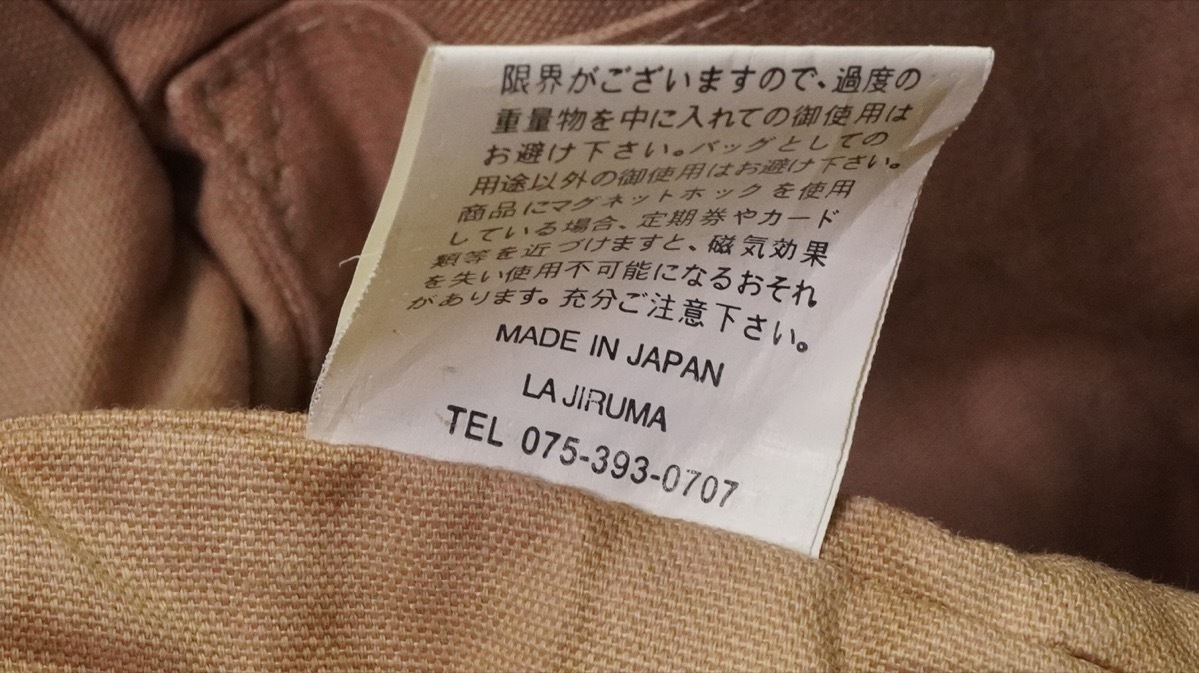 限界がございますので、過度の
重量物を中に入れての御使用は
お避け下さい。バッグとしての
用途以外の御使用はお避け下さい。
商品にマグネットホックを使用
している場合、定期券やカード
類等を近づけますと、磁気効果
を失い使用不可能になるおそれ
があります。充分ご注意下さい。
MADE IN JAPAN
LA JIRUMA
TEL 075-393-0707